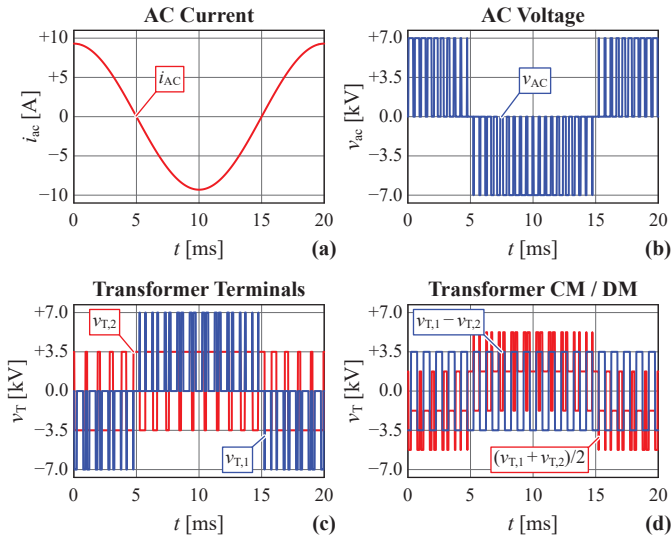 AC Current
AC Voltage
+10
+5
0
−5
−10
i_ac [A]
i_AC
0
5
10
15
20
t [ms]
(a)
+7.0
+3.5
0.0
−3.5
−7.0
v_ac [kV]
v_AC
0
5
10
15
20
t [ms]
(b)
Transformer Terminals
Transformer CM / DM
+7.0
+3.5
0.0
−3.5
−7.0
v_T [kV]
v_T,2
v_T,1
0
5
10
15
20
t [ms]
(c)
+7.0
+3.5
0.0
−3.5
−7.0
v_T [kV]
v_T,1 − v_T,2
(v_T,1 + v_T,2)/2
0
5
10
15
20
t [ms]
(d)